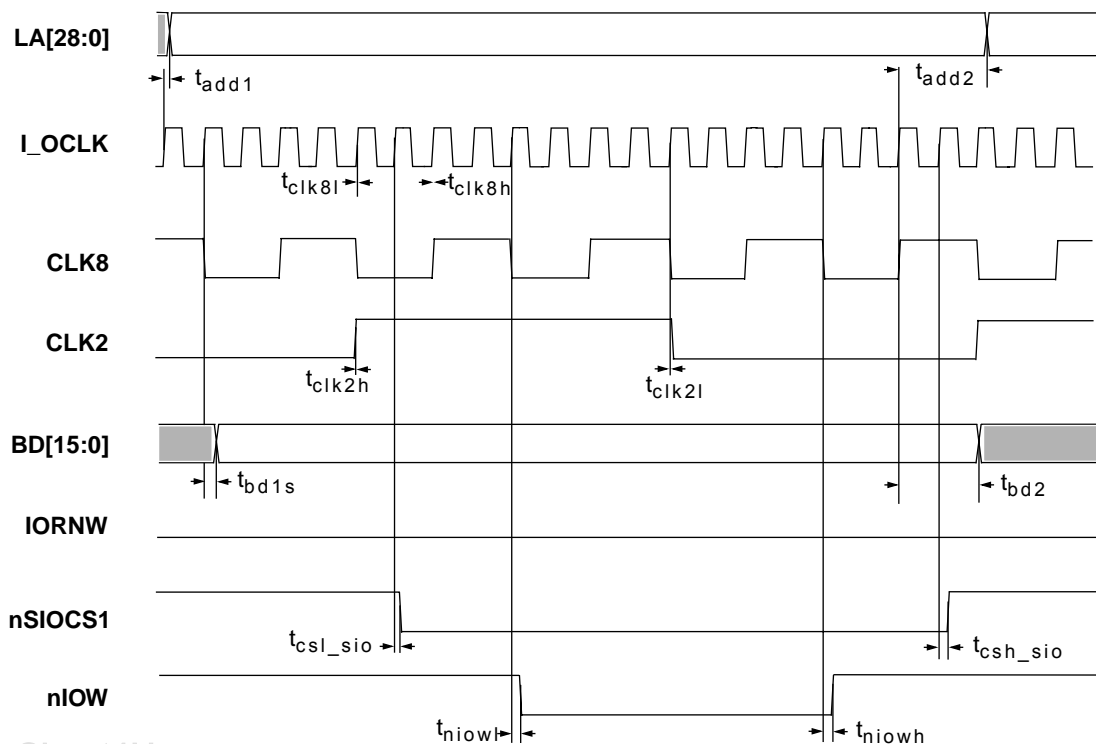 LA[28:0]
tadd1
tadd2
I_OCLK
tclk8l
tclk8h
CLK8
CLK2
tclk2h
tclk2l
BD[15:0]
tbd1s
tbd2
IORNW
nSIOCS1
tcsl_sio
tcsh_sio
nIOW
tniowl
tniowh